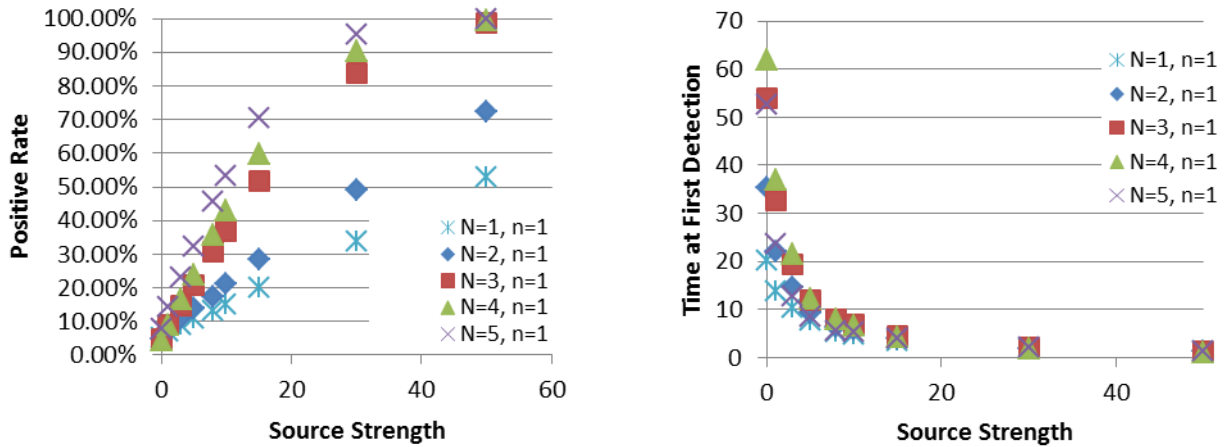 100.00%
90.00%
80.00%
70.00%
60.00%
50.00%
40.00%
30.00%
20.00%
10.00%
0.00%
Positive Rate
0
20
40
60
Source Strength
N=1, n=1
N=2, n=1
N=3, n=1
N=4, n=1
N=5, n=1
70
60
50
40
30
20
10
0
Time at First Detection
0
20
40
Source Strength
N=1, n=1
N=2, n=1
N=3, n=1
N=4, n=1
N=5, n=1